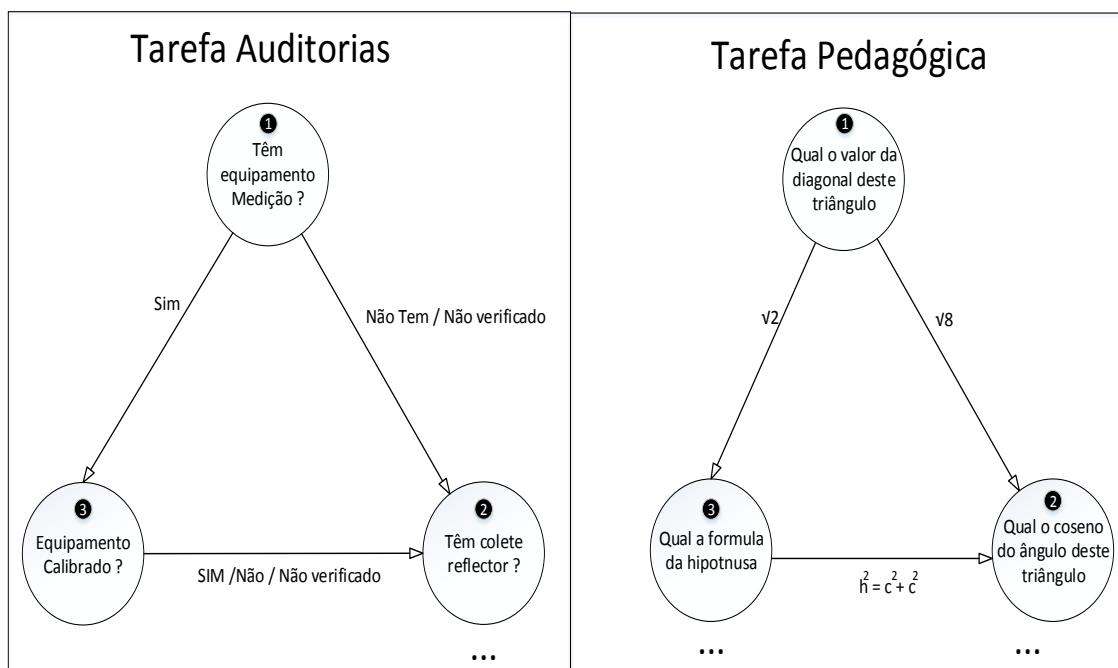 Tarefa Auditorias
1
Têm
equipamento
Medição ?
Sim
Não Tem / Não verificado
3
Equipamento
Calibrado ?
SIM /Não / Não verificado
2
Têm colete
reflector ?
...
Tarefa Pedagógica
1
Qual o valor da
diagonal deste
triângulo
√2
√8
3
Qual a formula
da hipotnusa
h² = c² + c²
2
Qual o coseno
do ângulo deste
triângulo
...
...